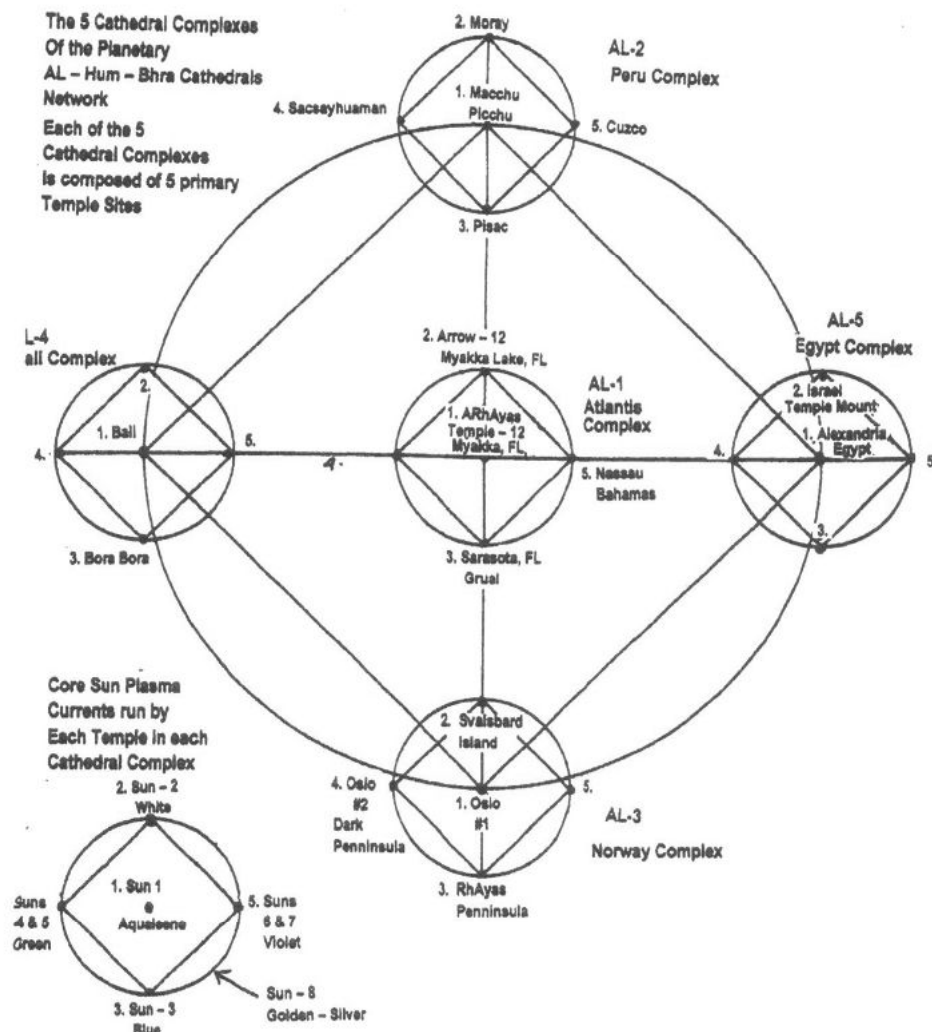 The 5 Cathedral Complexes
Of the Planetary
AL – Hum – Bhra Cathedrals
Network
Each of the 5
Cathedral Complexes
is composed of 5 primary
Temple Sites
2. Moray
AL-2
Peru Complex
1. Macchu
Picchu
4. Sacsayhuaman
5. Cuzco
3. Pisac
L-4
ali Complex
2.
1. Bali
4.
5.
3. Bora Bora
4.
2. Arrow – 12
Myakka Lake, FL
AL-1
Atlantis
Complex
1. ARhAyas
Temple – 12
Myakka, FL
5. Nassau
Bahamas
3. Sarasota, FL
Grual
AL-5
Egypt Complex
2. Israel
Temple Mount
1. Alexandria
Egypt
4.
5
3.
Core Sun Plasma
Currents run by
Each Temple in each
Cathedral Complex
2. Sun – 2
White
1. Sun 1
Aqualeene
Suns
4 & 5
Green
5. Suns
6 & 7
Violet
3. Sun – 3
Blue
Sun – 8
Golden – Silver
2. Svalsbard
Island
4. Oslo
#2
Dark
Penninsula
1. Oslo
#1
5.
AL-3
Norway Complex
3. RhAyas
Penninsula